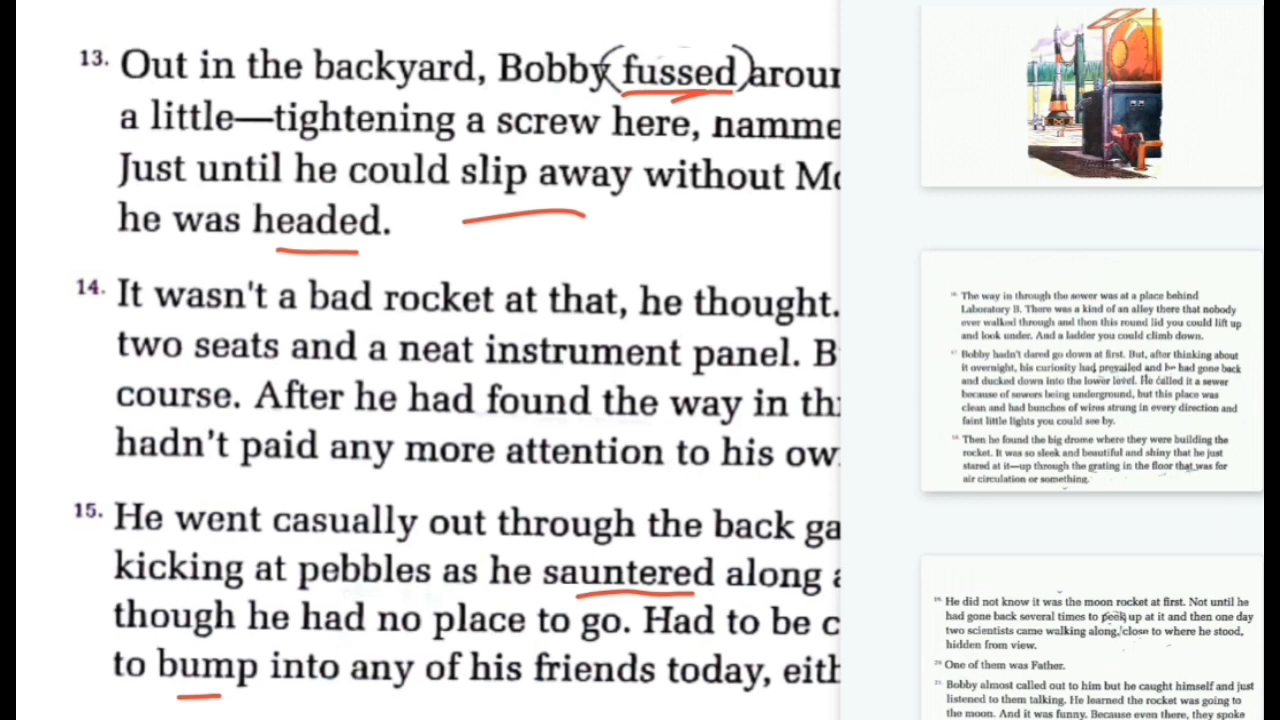 13. Out in the backyard, Bobby (fussed) aroun
a little—tightening a screw here, namme
Just until he could slip away without Mo
he was headed.
14. It wasn't a bad rocket at that, he thought.
two seats and a neat instrument panel. B
course. After he had found the way in th
hadn't paid any more attention to his ow
15. He went casually out through the back ga
kicking at pebbles as he sauntered along a
though he had no place to go. Had to be c
to bump into any of his friends today, eith
16. The way in through the sewer was at a place behind
Laboratory B. There was a kind of an alley there that nobody
ever walked through and then this round lid you could lift up
and look under. And a ladder you could climb down.
17. Bobby hadn't dared go down at first. But, after thinking about
it overnight, his curiosity had prevailed and he had gone back
and ducked down into the lower level. He called it a sewer
because of sewers being underground, but this place was
clean and had bunches of wires strung in every direction and
faint little lights you could see by.
18. Then he found the big drome where they were building the
rocket. It was so sleek and beautiful and shiny that he just
stared at it—up through the grating in the floor that was for
air circulation or something.
19. He did not know it was the moon rocket at first. Not until he
had gone back several times to peek up at it and then one day
two scientists came walking along, close to where he stood,
hidden from view.
20. One of them was Father.
21. Bobby almost called out to him but he caught himself and just
listened to them talking. He learned the rocket was going to
the moon. And it was funny. Because even there, they spoke